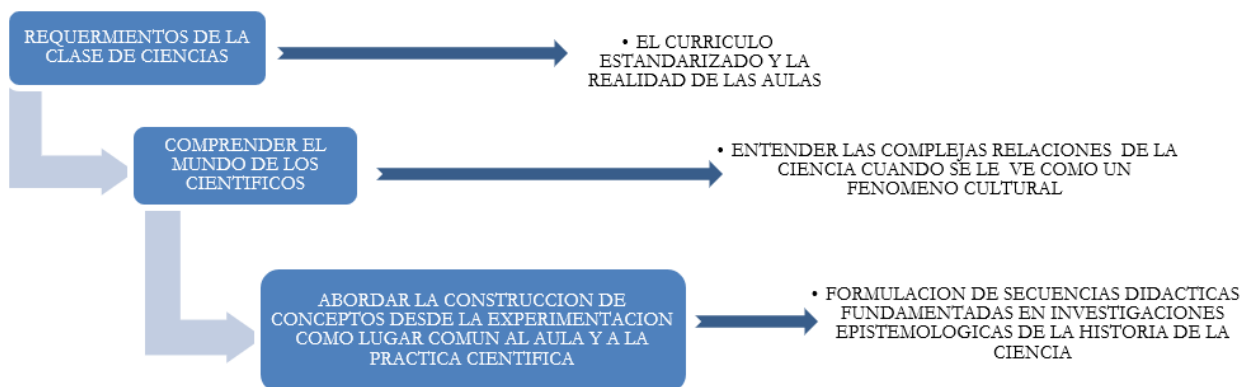 REQUERMIENTOS DE LA
CLASE DE CIENCIAS
• EL CURRICULO
ESTANDARIZADO Y LA
REALIDAD DE LAS AULAS
COMPRENDER EL
MUNDO DE LOS
CIENTIFICOS
• ENTENDER LAS COMPLEJAS RELACIONES DE LA
CIENCIA CUANDO SE LE VE COMO UN
FENOMENO CULTURAL
ABORDAR LA CONSTRUCCION DE
CONCEPTOS DESDE LA EXPERIMENTACION
COMO LUGAR COMUN AL AULA Y A LA
PRACTICA CIENTIFICA
• FORMULACION DE SECUENCIAS DIDACTICAS
FUNDAMENTADAS EN INVESTIGACIONES
EPISTEMOLOGICAS DE LA HISTORIA DE LA
CIENCIA